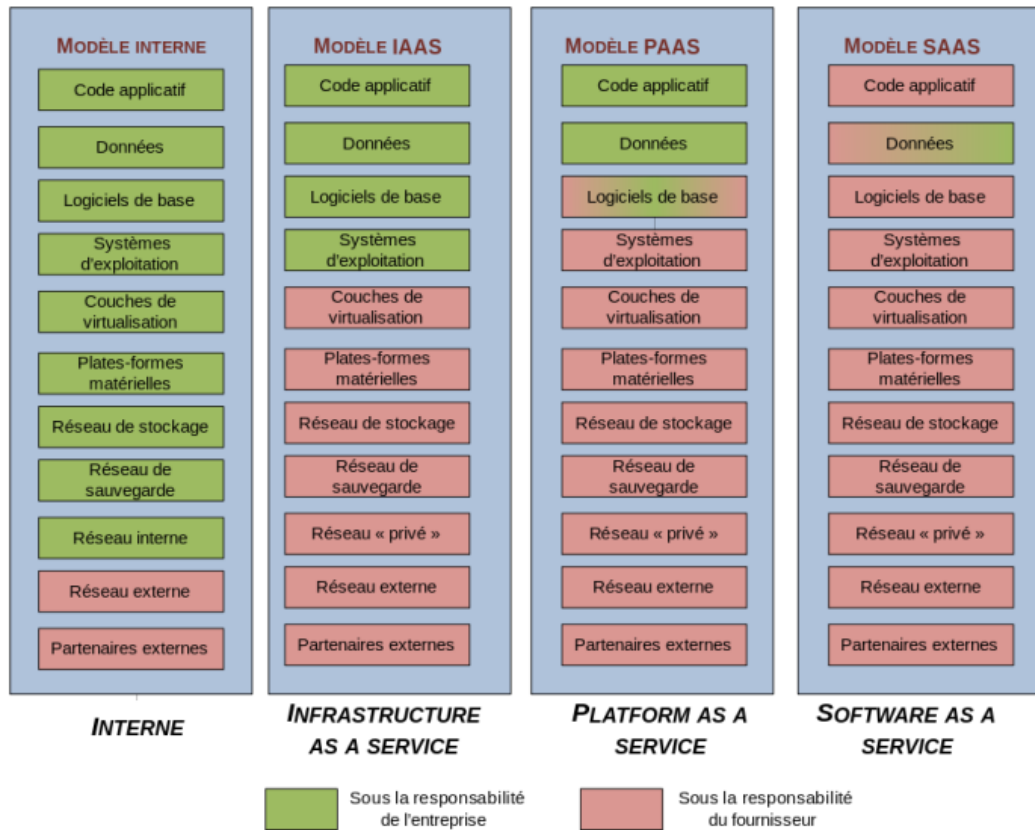 MODÈLE INTERNE
Code applicatif
Données
Logiciels de base
Systèmes
d'exploitation
Couches de
virtualisation
Plates-formes
matérielles
Réseau de stockage
Réseau de
sauvegarde
Réseau interne
Réseau externe
Partenaires externes
INTERNE
MODÈLE IAAS
Code applicatif
Données
Logiciels de base
Systèmes
d'exploitation
Couches de
virtualisation
Plates-formes
matérielles
Réseau de stockage
Réseau de
sauvegarde
Réseau « privé »
Réseau externe
Partenaires externes
INFRASTRUCTURE
AS A SERVICE
MODÈLE PAAS
Code applicatif
Données
Logiciels de base
Systèmes
d'exploitation
Couches de
virtualisation
Plates-formes
matérielles
Réseau de stockage
Réseau de
sauvegarde
Réseau « privé »
Réseau externe
Partenaires externes
PLATFORM AS A
SERVICE
MODÈLE SAAS
Code applicatif
Données
Logiciels de base
Systèmes
d'exploitation
Couches de
virtualisation
Plates-formes
matérielles
Réseau de stockage
Réseau de
sauvegarde
Réseau « privé »
Réseau externe
Partenaires externes
SOFTWARE AS A
SERVICE
Sous la responsabilité
de l'entreprise
Sous la responsabilité
du fournisseur